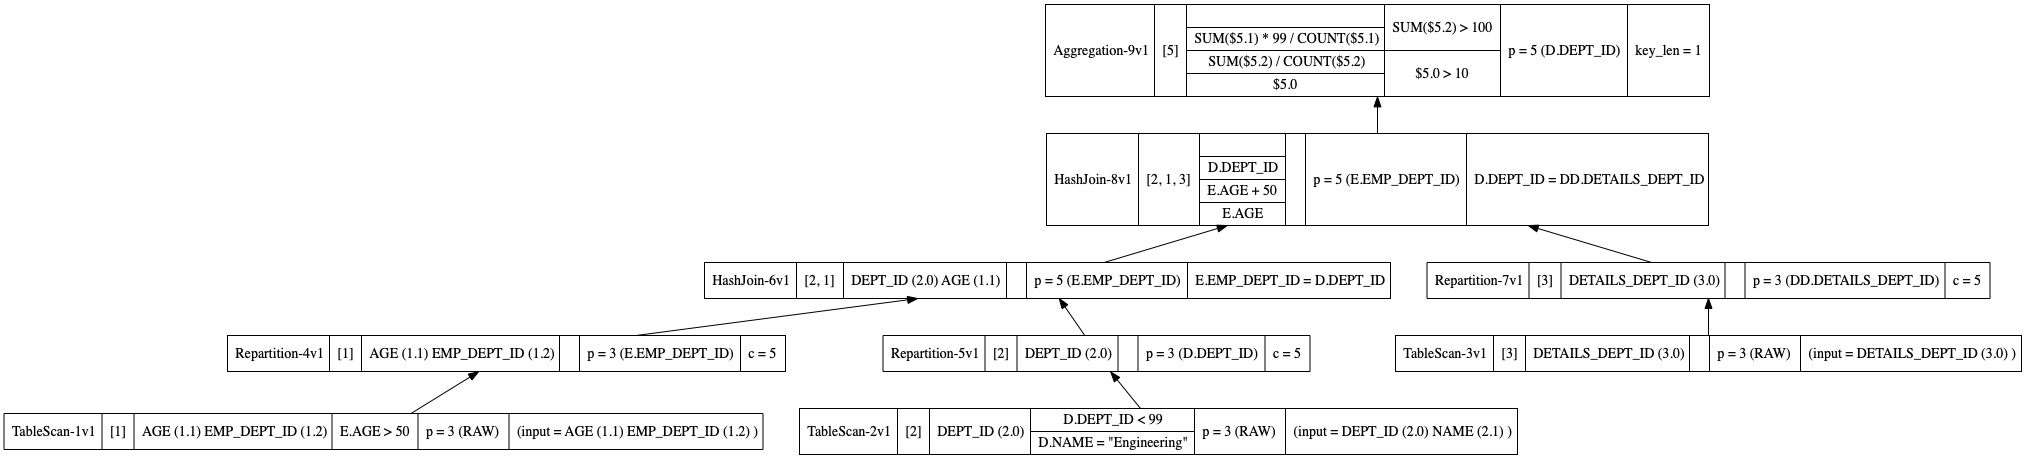 Aggregation-9v1 [5] SUM($5.1) * 99 / COUNT($5.1) SUM($5.2) / COUNT($5.2) $5.0 SUM($5.2) > 100 $5.0 > 10 p = 5 (D.DEPT_ID) key_len = 1
HashJoin-8v1 [2, 1, 3] D.DEPT_ID E.AGE + 50 E.AGE p = 5 (E.EMP_DEPT_ID) D.DEPT_ID = DD.DETAILS_DEPT_ID
HashJoin-6v1 [2, 1] DEPT_ID (2.0) AGE (1.1) p = 5 (E.EMP_DEPT_ID) E.EMP_DEPT_ID = D.DEPT_ID
Repartition-7v1 [3] DETAILS_DEPT_ID (3.0) p = 3 (DD.DETAILS_DEPT_ID) c = 5
Repartition-4v1 [1] AGE (1.1) EMP_DEPT_ID (1.2) p = 3 (E.EMP_DEPT_ID) c = 5
Repartition-5v1 [2] DEPT_ID (2.0) p = 3 (D.DEPT_ID) c = 5
TableScan-3v1 [3] DETAILS_DEPT_ID (3.0) p = 3 (RAW) (input = DETAILS_DEPT_ID (3.0) )
TableScan-1v1 [1] AGE (1.1) EMP_DEPT_ID (1.2) E.AGE > 50 p = 3 (RAW) (input = AGE (1.1) EMP_DEPT_ID (1.2) )
TableScan-2v1 [2] DEPT_ID (2.0) D.DEPT_ID < 99 D.NAME = "Engineering" p = 3 (RAW) (input = DEPT_ID (2.0) NAME (2.1) )